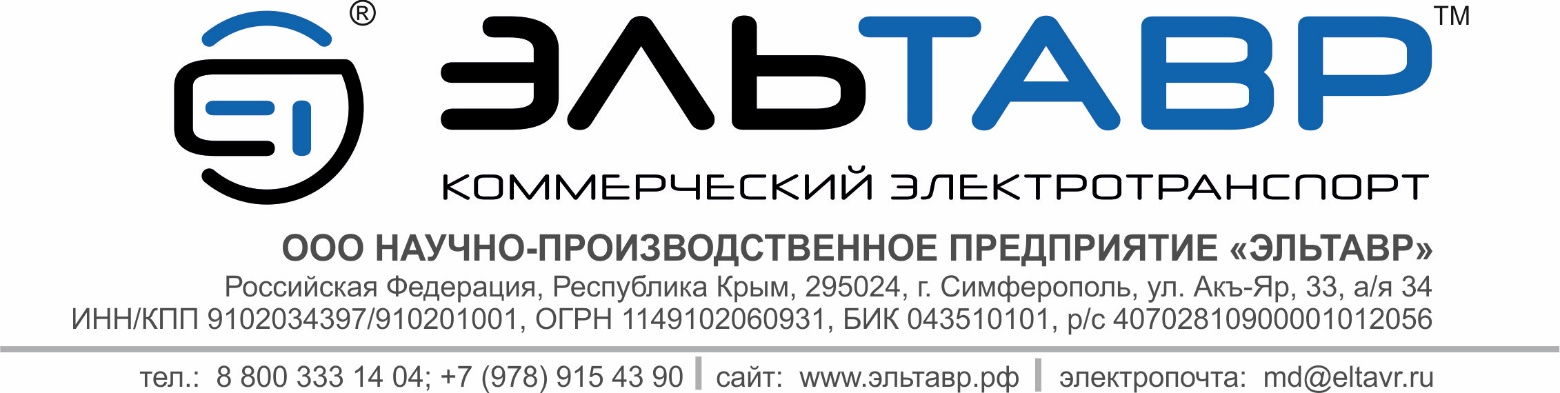 ® ЭЛЬТАВР™
КОММЕРЧЕСКИЙ ЭЛЕКТРОТРАНСПОРТ
ООО НАУЧНО-ПРОИЗВОДСТВЕННОЕ ПРЕДПРИЯТИЕ «ЭЛЬТАВР»
Российская Федерация, Республика Крым, 295024, г. Симферополь, ул. Акъ-Яр, 33, а/я 34
ИНН/КПП 9102034397/910201001, ОГРН 1149102060931, БИК 043510101, р/с 40702810900001012056
тел.: 8 800 333 14 04; +7 (978) 915 43 90 | сайт: www.эльтавр.рф | электропочта: md@eltavr.ru